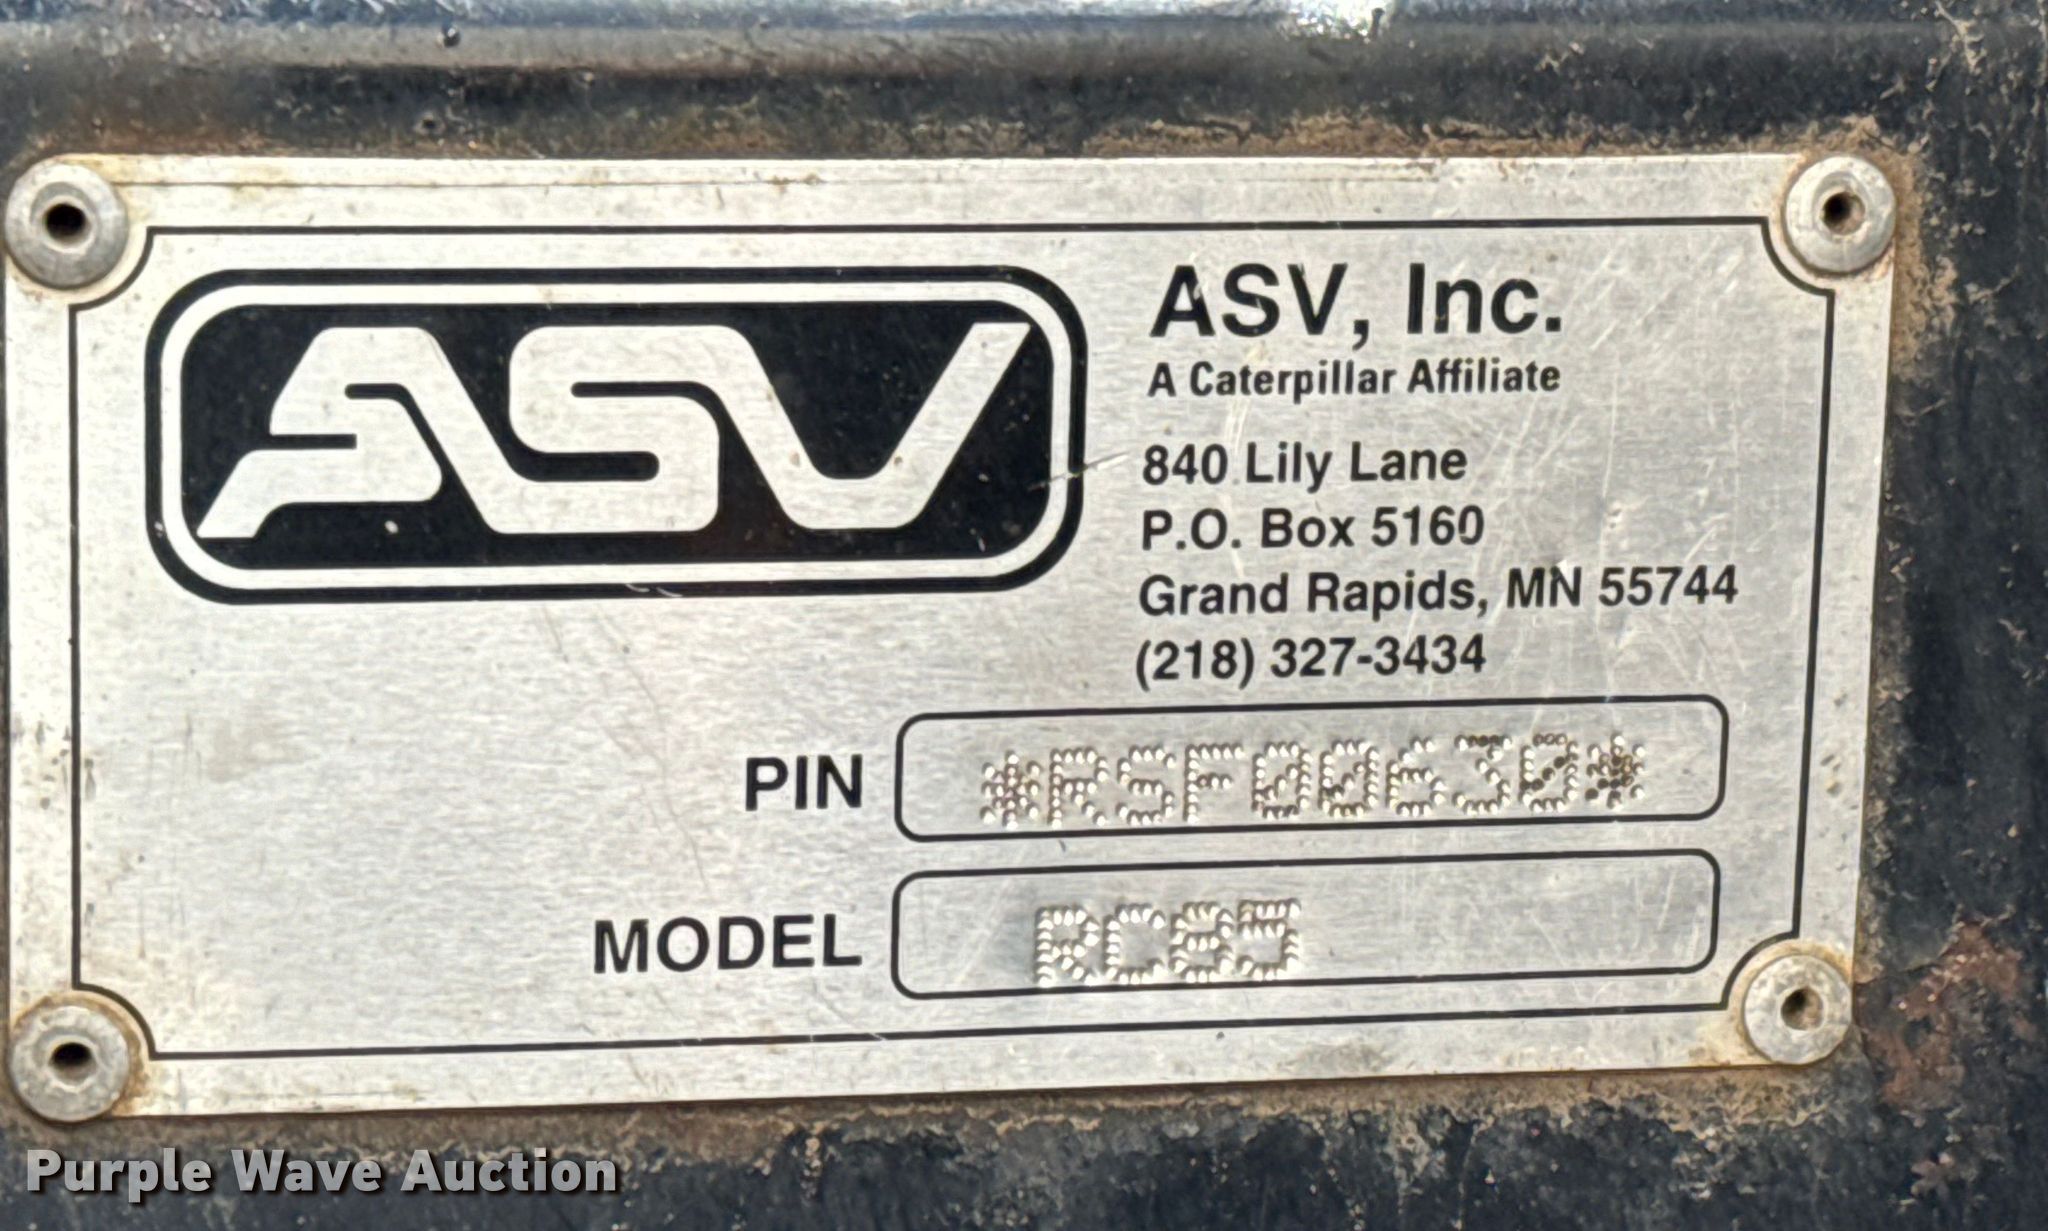 ASV
ASV, Inc.
A Caterpillar Affiliate
840 Lily Lane
P.O. Box 5160
Grand Rapids, MN 55744
(218) 327-3434
PIN *RSF00630*
MODEL RC85
Purple Wave Auction